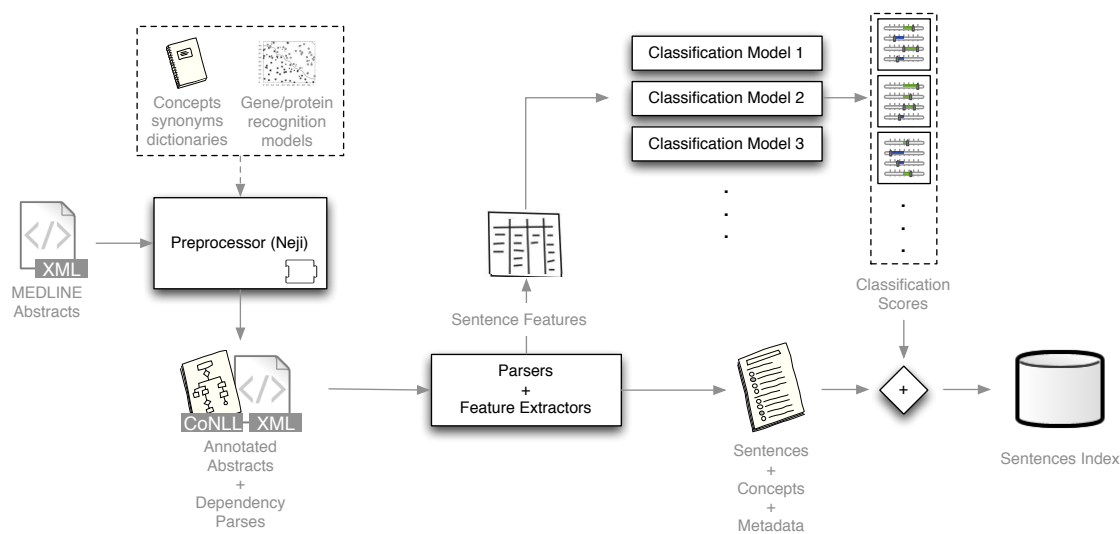 Concepts
synonyms
dictionaries
Gene/protein
recognition
models
Classification Model 1
Classification Model 2
Classification Model 3
.
.
.
.
.
.
Classification
Scores
XML
MEDLINE
Abstracts
Preprocessor (Neji)
Sentence Features
Parsers
+
Feature Extractors
CoNLL
XML
Annotated
Abstracts
+
Dependency
Parses
Sentences
+
Concepts
+
Metadata
+
Sentences Index